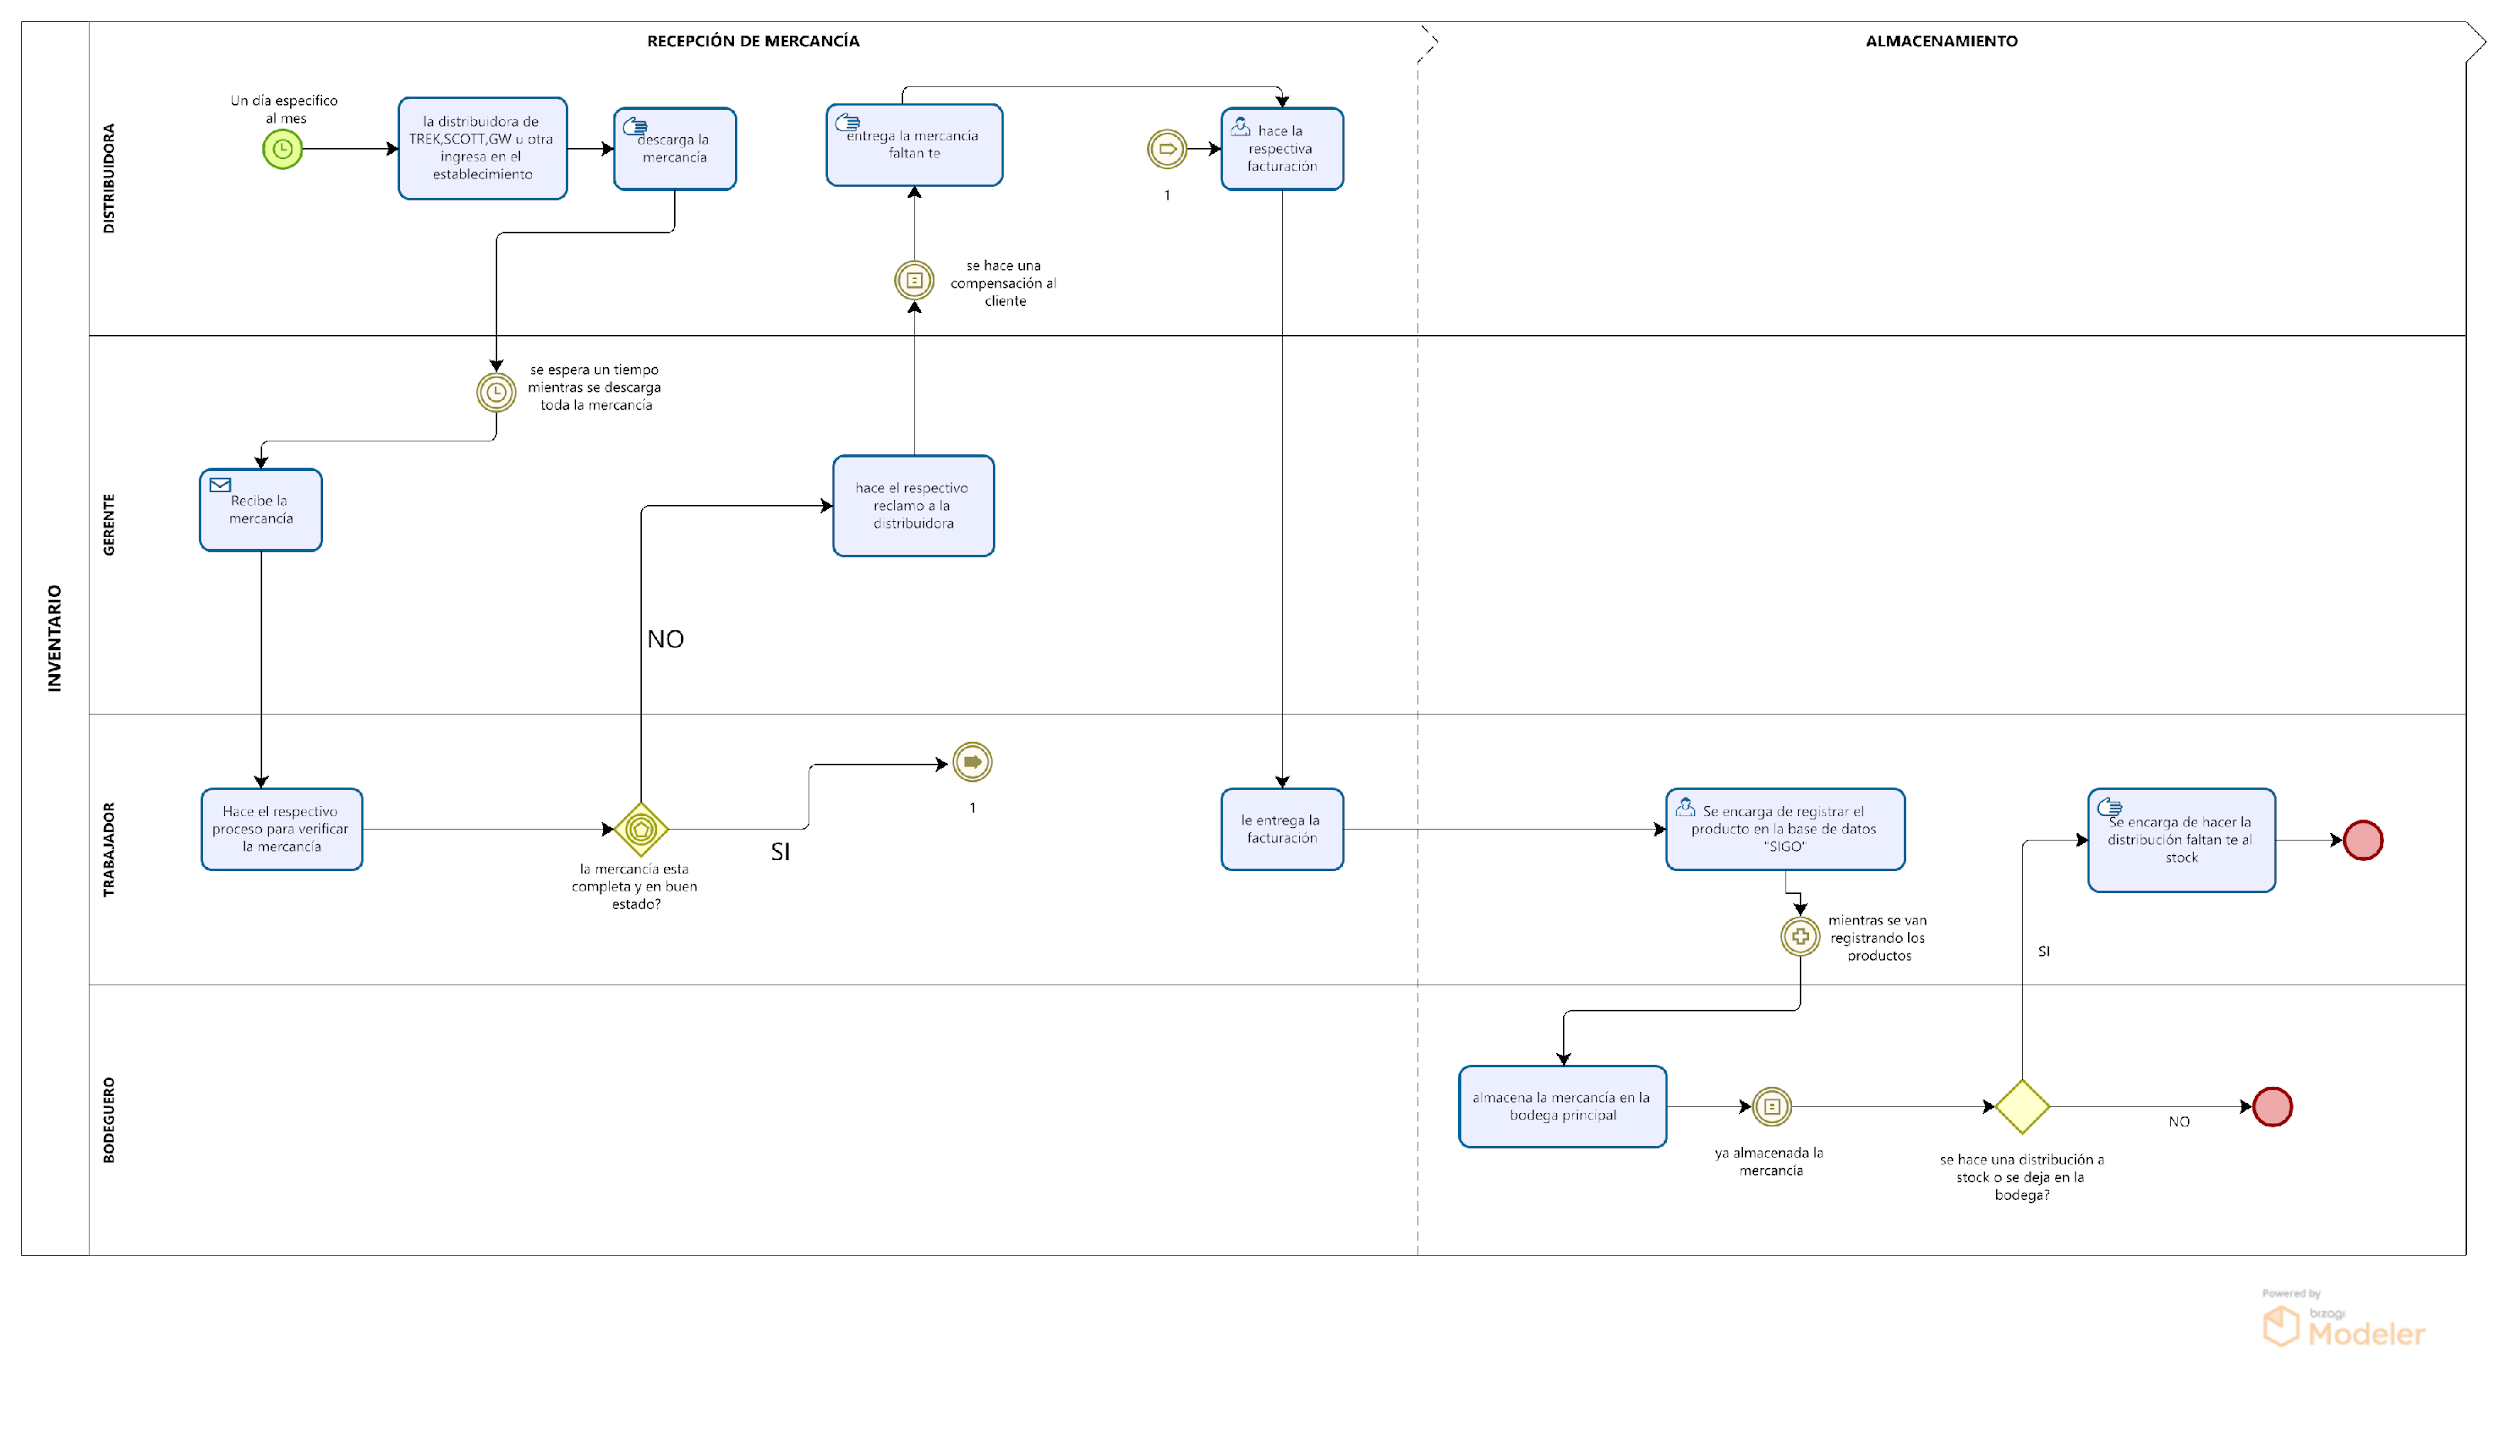 RECEPCIÓN DE MERCANCÍA
ALMACENAMIENTO
INVENTARIO
DISTRIBUIDORA
Un día especifico
al mes
la distribuidora de
TREK,SCOTT,GW u otra
ingresa en el
establecimiento
descarga la
mercancía
entrega la mercancía
faltan te
1
hace la
respectiva
facturación
se hace una
compensación al
cliente
GERENTE
se espera un tiempo
mientras se descarga
toda la mercancía
Recibe la
mercancía
hace el respectivo
reclamo a la
distribuidora
NO
TRABAJADOR
Hace el respectivo
proceso para verificar
la mercancía
la mercancía esta
completa y en buen
estado?
SI
1
le entrega la
facturación
Se encarga de registrar el
producto en la base de datos
"SIGO"
mientras se van
registrando los
productos
Se encarga de hacer la
distribución faltan te al
stock
SI
BODEGUERO
almacena la mercancía en la
bodega principal
ya almacenada la
mercancía
se hace una distribución a
stock o se deja en la
bodega?
NO
Powered by
bizagi
Modeler